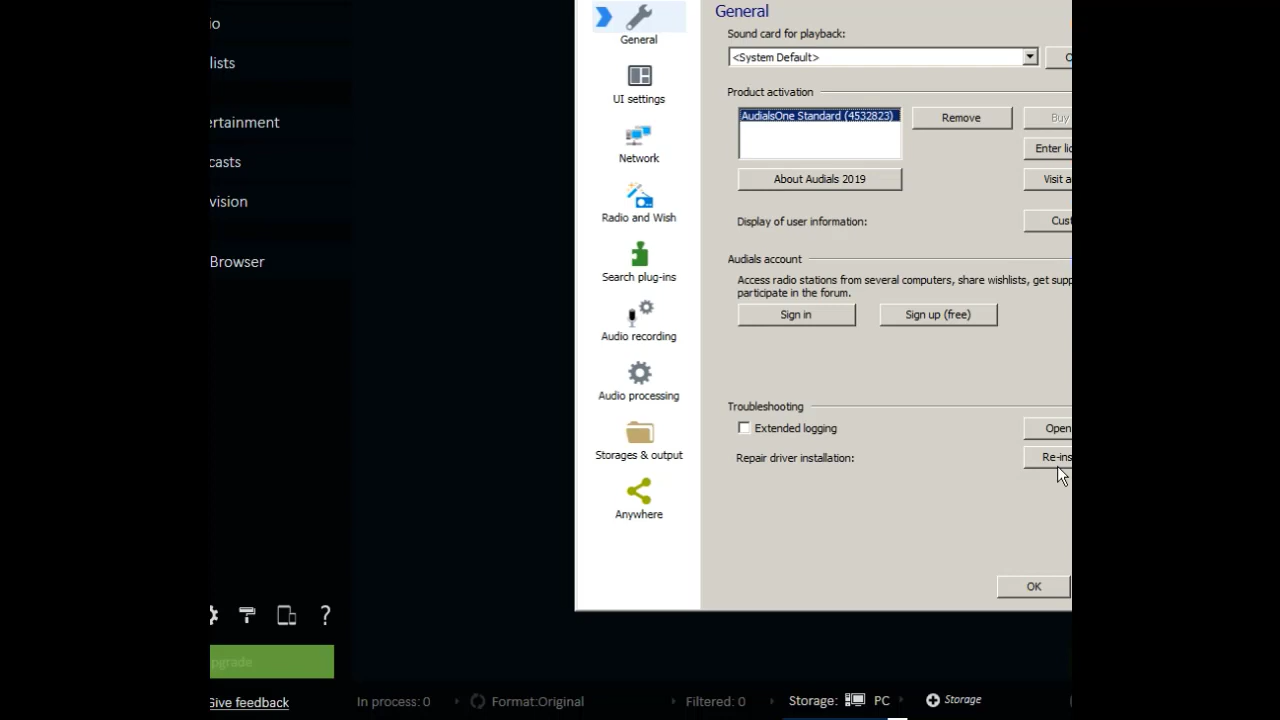 io
lists
ertainment
casts
vision
Browser
pgrade
Give feedback
General
UI settings
Network
Radio and Wish
Search plug-ins
Audio recording
Audio processing
Storages & output
Anywhere
General
Sound card for playback:
<System Default>
O
Product activation
AudialsOne Standard (4532823)
Remove
Buy
Enter lic
About Audials 2019
Visit a
Display of user information:
Cust
Audials account
Access radio stations from several computers, share wishlists, get supp
participate in the forum.
Sign in
Sign up (free)
Troubleshooting
Extended logging
Open
Repair driver installation:
Re-ins
OK
In process: 0
Format:Original
Filtered: 0
Storage:
PC
Storage